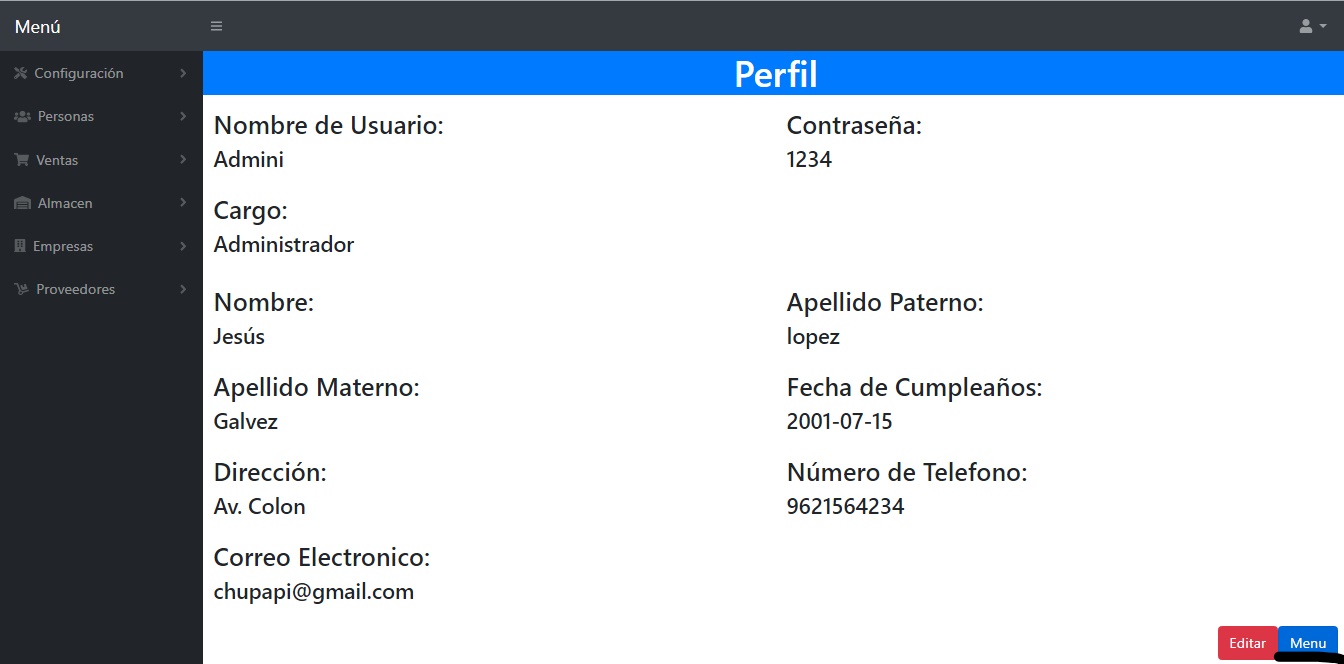 Menú
Configuración
Personas
Ventas
Almacen
Empresas
Proveedores
Perfil
Nombre de Usuario:
Admini
Contraseña:
1234
Cargo:
Administrador
Nombre:
Jesús
Apellido Paterno:
lopez
Apellido Materno:
Galvez
Fecha de Cumpleaños:
2001-07-15
Dirección:
Av. Colon
Número de Telefono:
9621564234
Correo Electronico:
chupapi@gmail.com
Editar
Menu